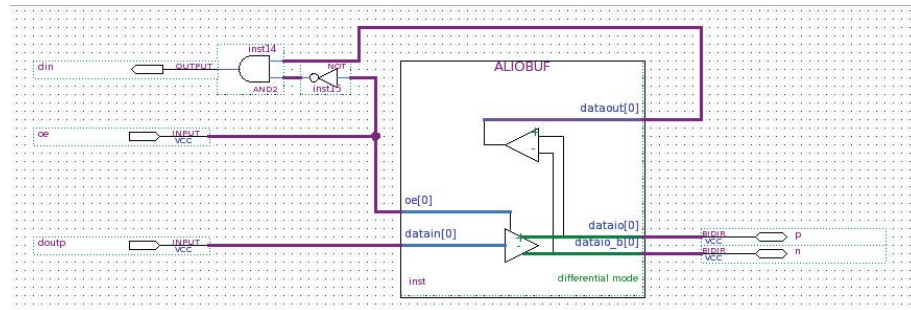 inst14
ALIOBUF
din
OUTPUT
NOT
AND2
inst15
dataout[0]
oe
INPUT
VCC
oe[0]
dataio[0]
datain[0]
dataio_b[0]
doutp
INPUT
VCC
BIDIR
VCC
p
BIDIR
VCC
n
inst
differential mode